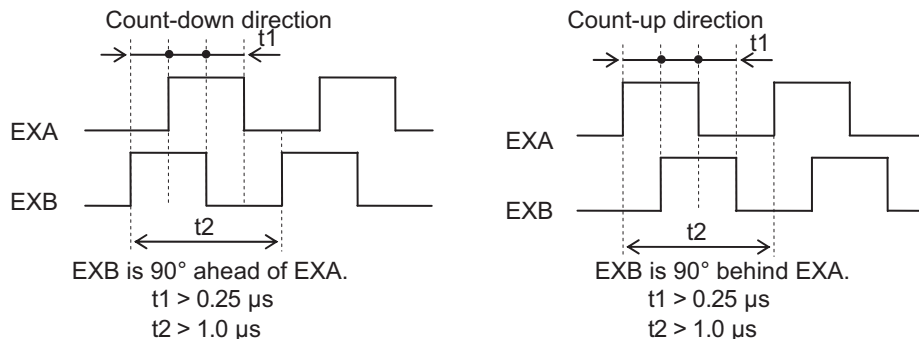 Count-down direction
t1
EXA
EXB
t2
EXB is 90° ahead of EXA.
t1 > 0.25 μs
t2 > 1.0 μs
Count-up direction
t1
EXA
EXB
t2
EXB is 90° behind EXA.
t1 > 0.25 μs
t2 > 1.0 μs